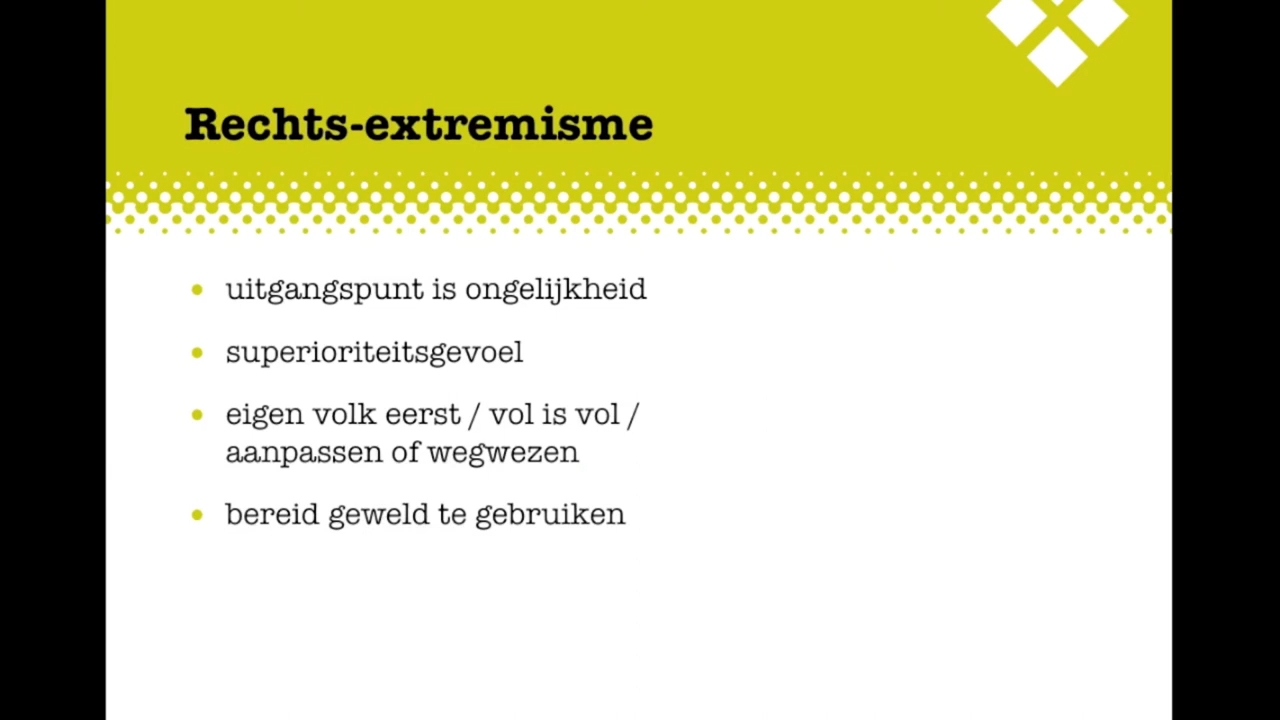 Rechts-extremisme
uitgangspunt is ongelijkheid
superioriteitsgevoel
eigen volk eerst / vol is vol /
aanpassen of wegwezen
bereid geweld te gebruiken